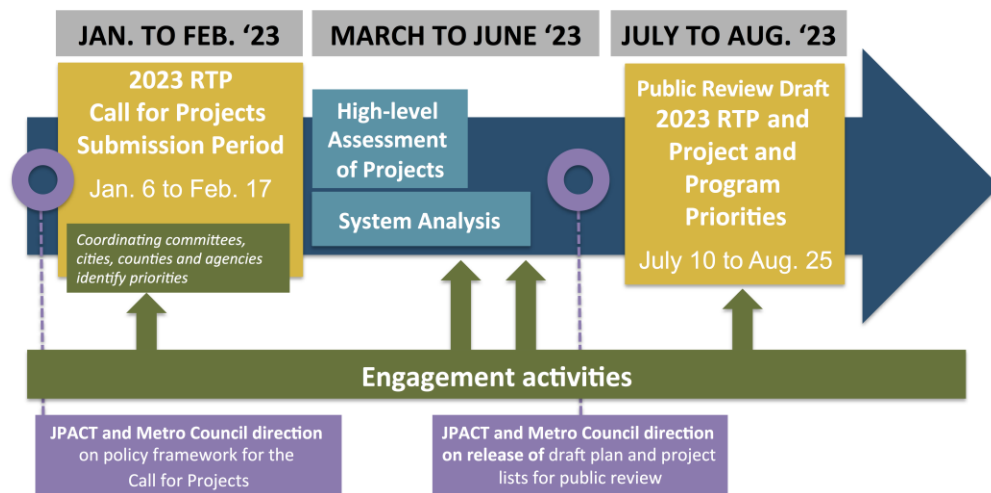 JAN. TO FEB. ‘23
MARCH TO JUNE ‘23
JULY TO AUG. ‘23
2023 RTP
Call for Projects
Submission Period
Jan. 6 to Feb. 17
Coordinating committees,
cities, counties and agencies
identify priorities
High-level
Assessment
of Projects
System Analysis
Public Review Draft
2023 RTP and
Project and
Program
Priorities
July 10 to Aug. 25
Engagement activities
JPACT and Metro Council direction
on policy framework for the
Call for Projects
JPACT and Metro Council direction
on release of draft plan and project
lists for public review